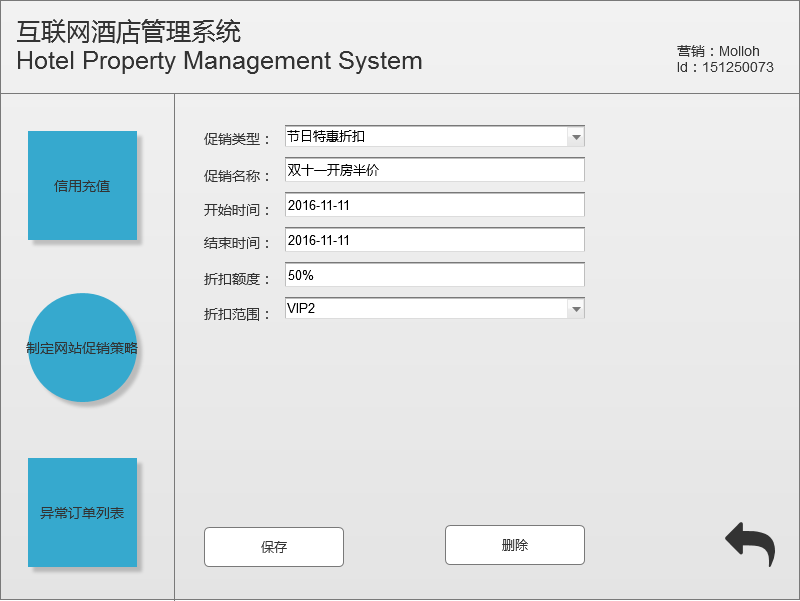 互联网酒店管理系统
Hotel Property Management System
营销：Molloh
Id：151250073
信用充值
制定网站促销策略
异常订单列表
促销类型： 节日特惠折扣
促销名称： 双十一开房半价
开始时间： 2016-11-11
结束时间： 2016-11-11
折扣额度： 50%
折扣范围： VIP2
保存
删除